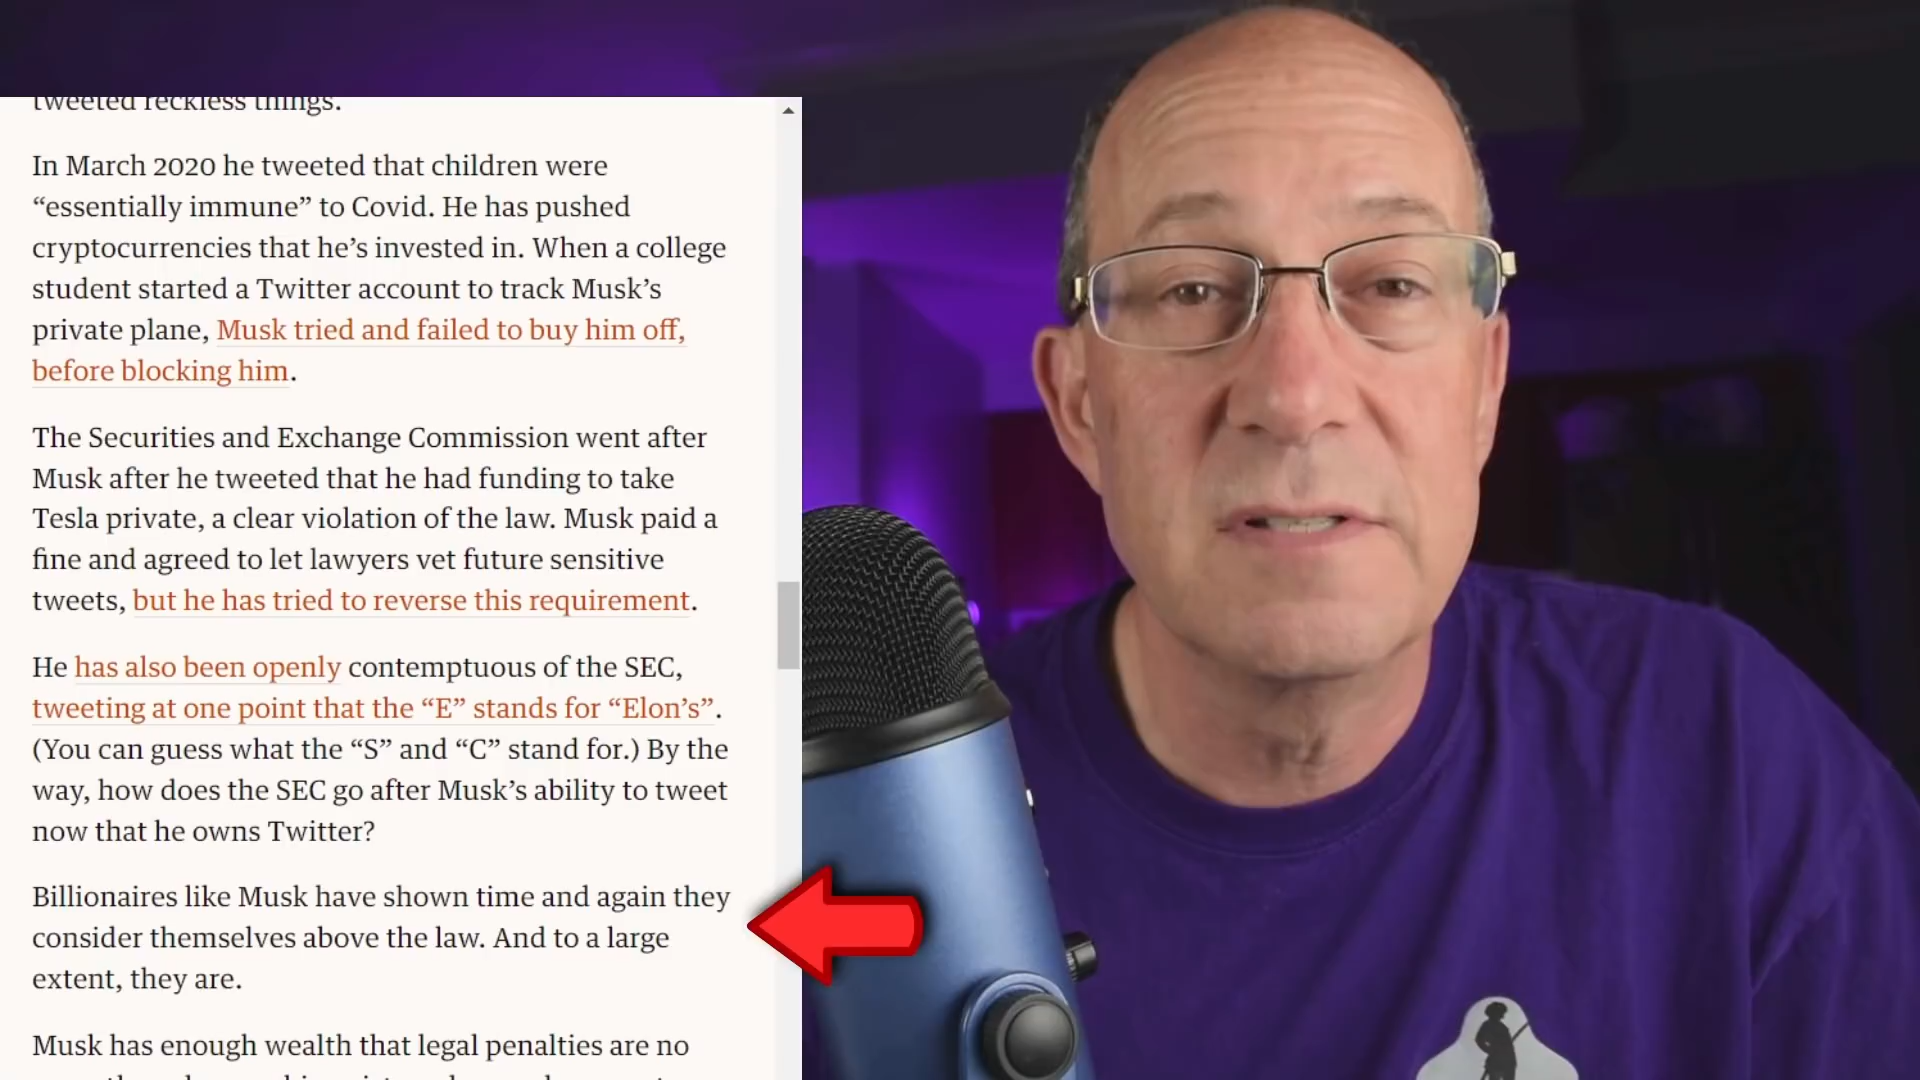 tweeted reckless things.
In March 2020 he tweeted that children were
“essentially immune” to Covid. He has pushed
cryptocurrencies that he’s invested in. When a college
student started a Twitter account to track Musk’s
private plane, Musk tried and failed to buy him off,
before blocking him.
The Securities and Exchange Commission went after
Musk after he tweeted that he had funding to take
Tesla private, a clear violation of the law. Musk paid a
fine and agreed to let lawyers vet future sensitive
tweets, but he has tried to reverse this requirement.
He has also been openly contemptuous of the SEC,
tweeting at one point that the “E” stands for “Elon’s”.
(You can guess what the “S” and “C” stand for.) By the
way, how does the SEC go after Musk’s ability to tweet
now that he owns Twitter?
Billionaires like Musk have shown time and again they
consider themselves above the law. And to a large
extent, they are.
Musk has enough wealth that legal penalties are no